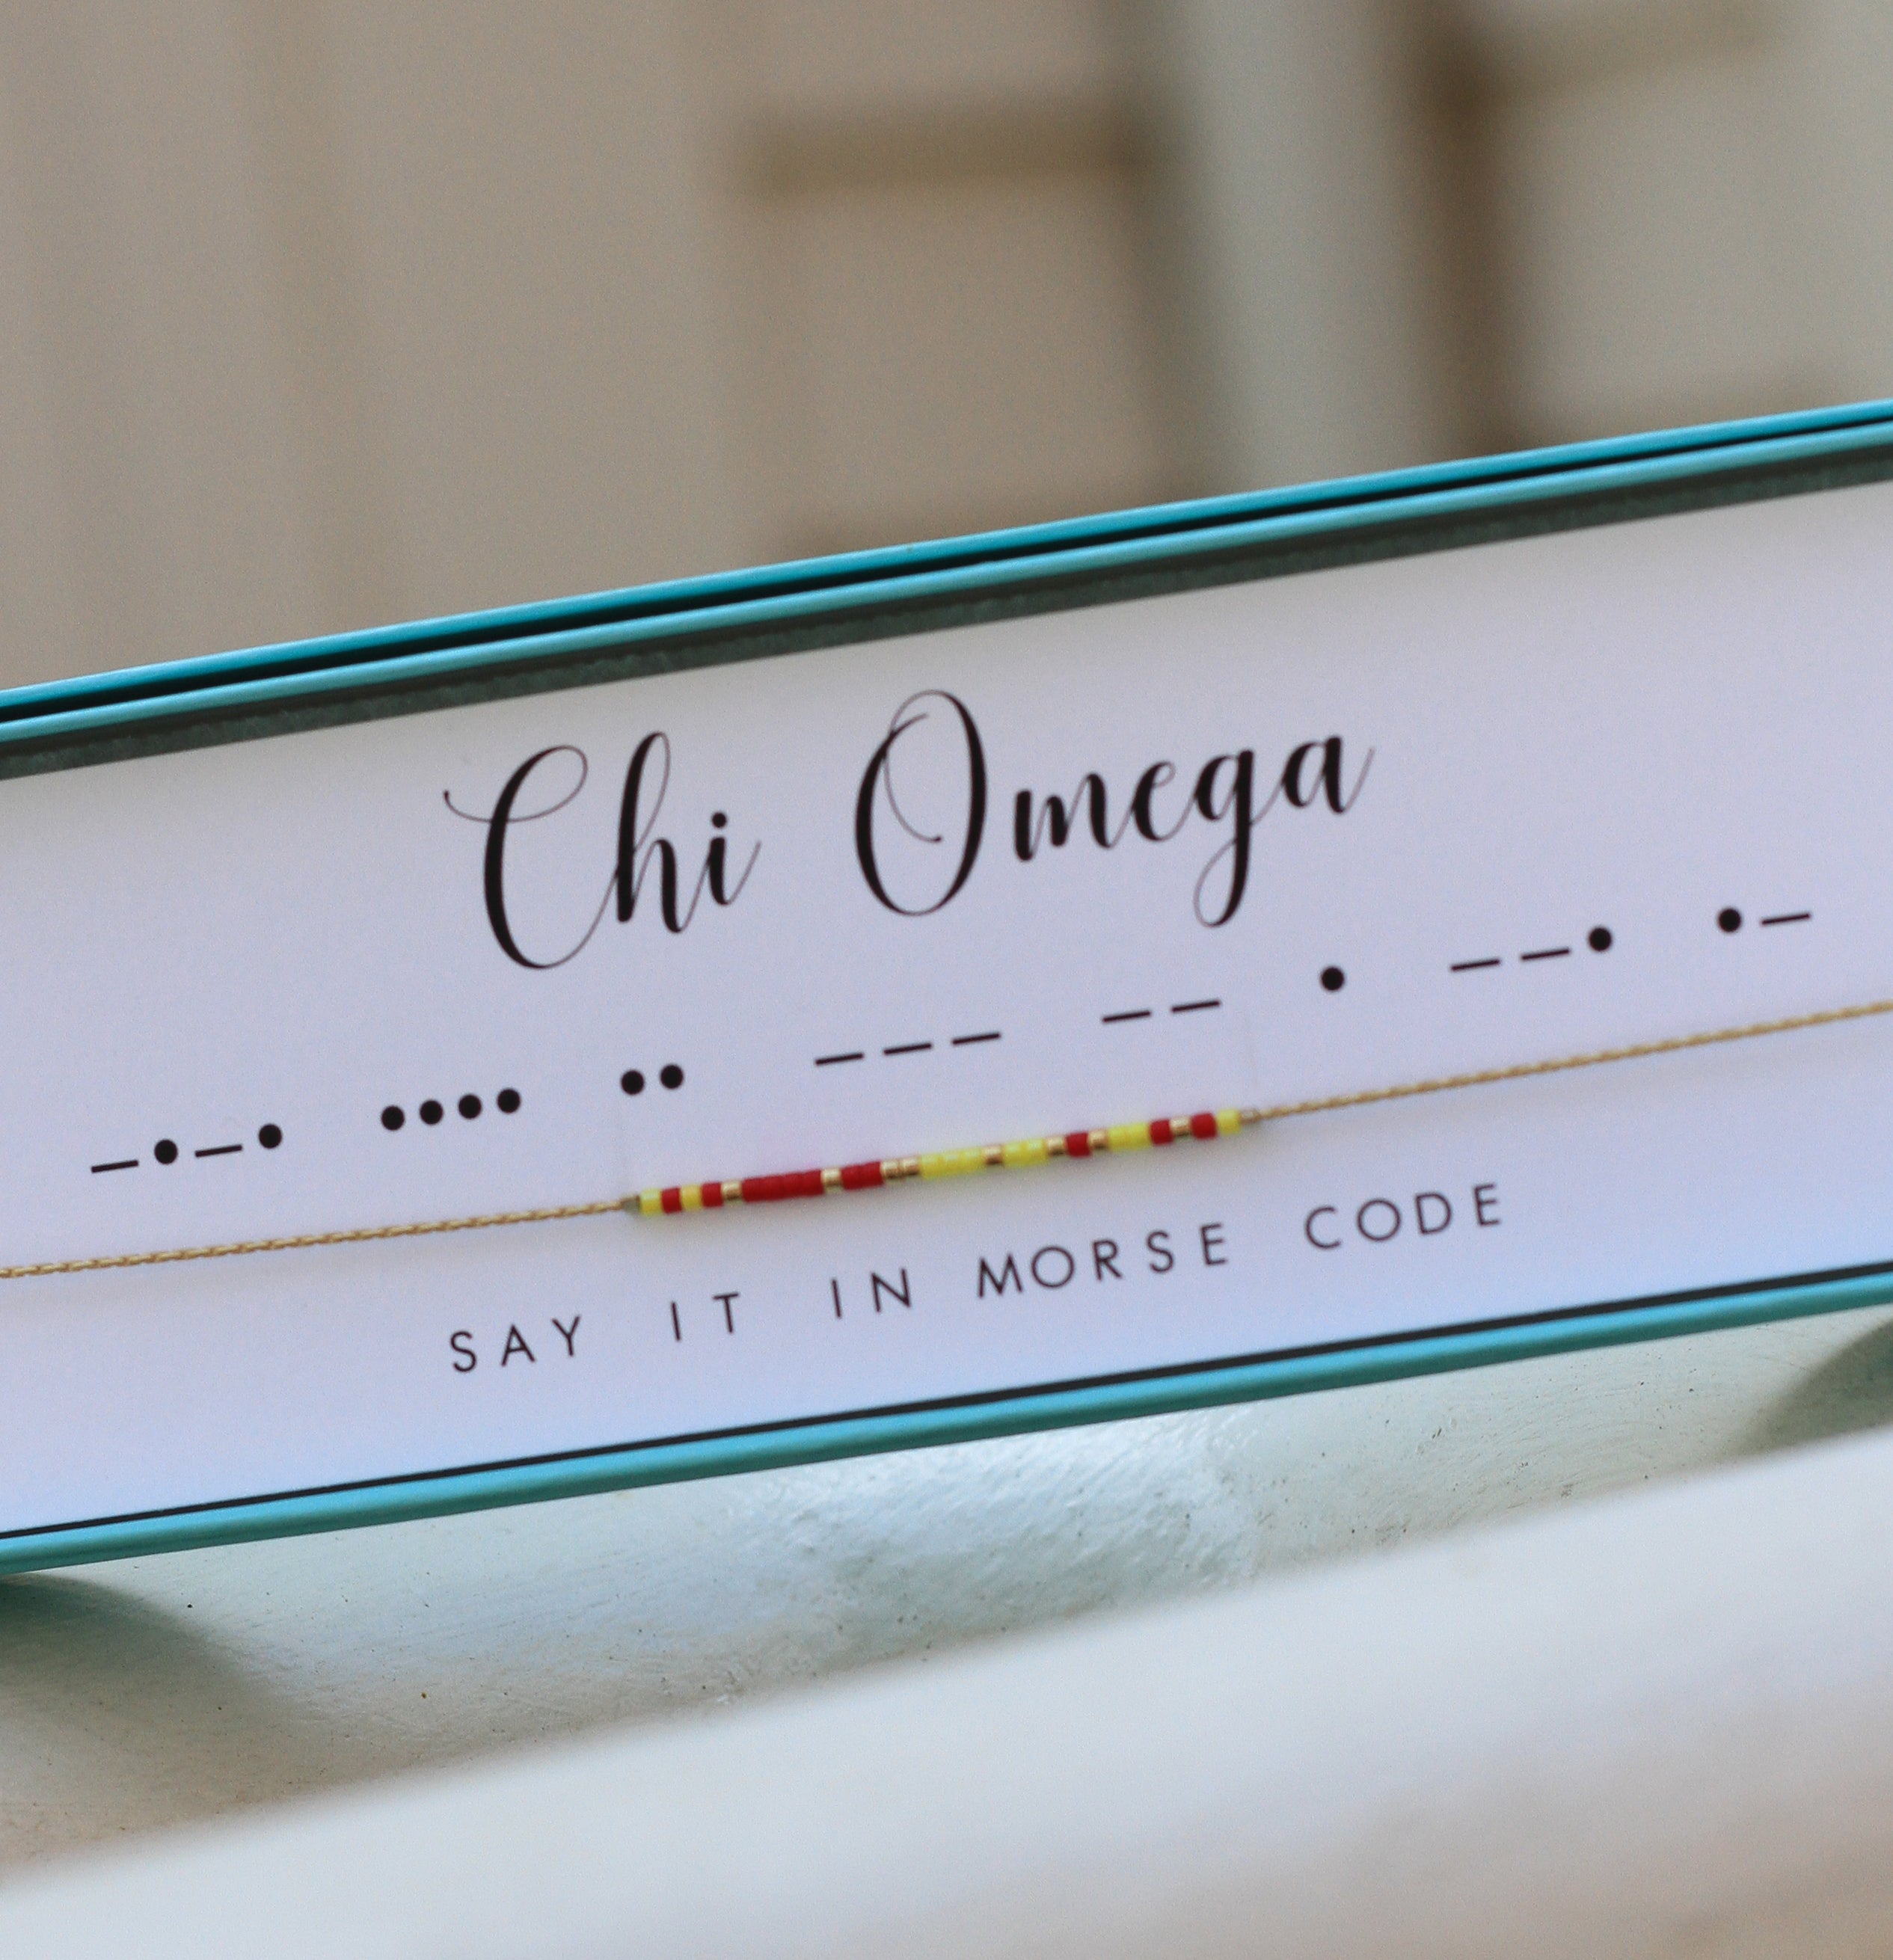 Chi Omega
—•—• •••• •• ——— —— • ——• •—
SAY IT IN MORSE CODE